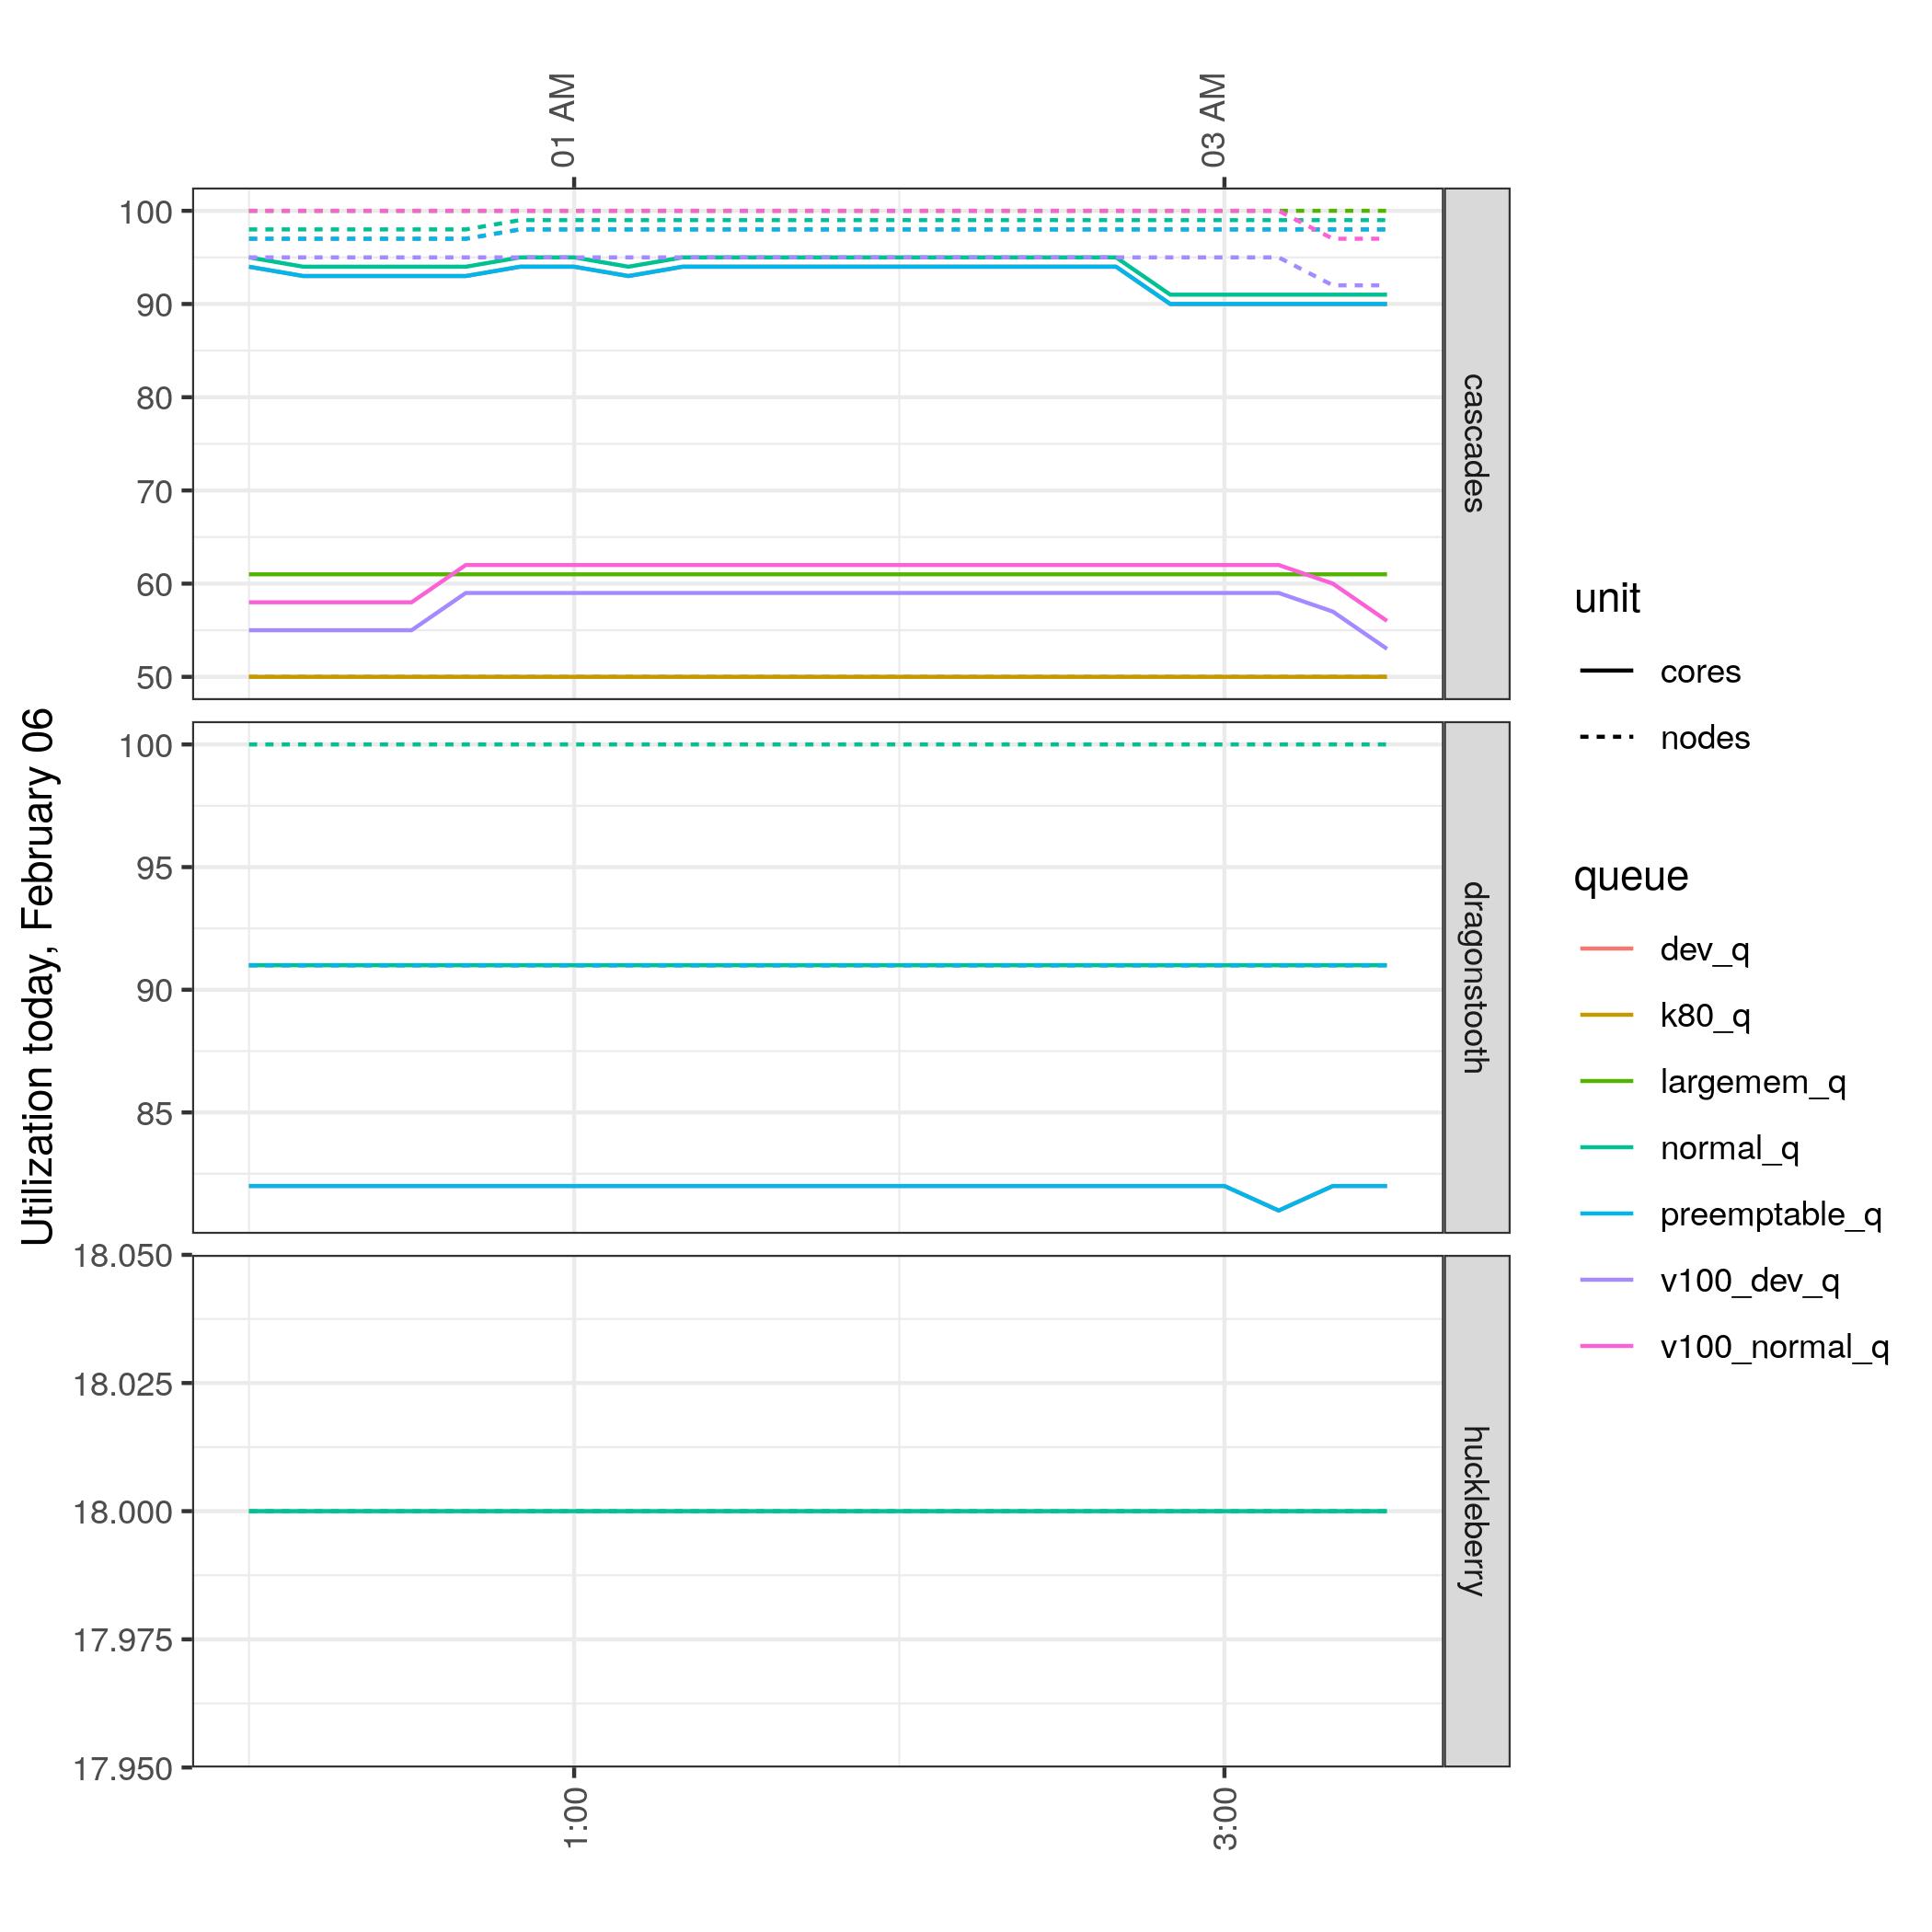 01 AM
03 AM
100
90
80
70
60
50
cascades
100
95
90
85
dragonstooth
18.050
18.025
18.000
17.975
17.950
huckleberry
1:00
3:00
Utilization today, February 06
unit
cores
nodes
queue
dev_q
k80_q
largemem_q
normal_q
preemptable_q
v100_dev_q
v100_normal_q